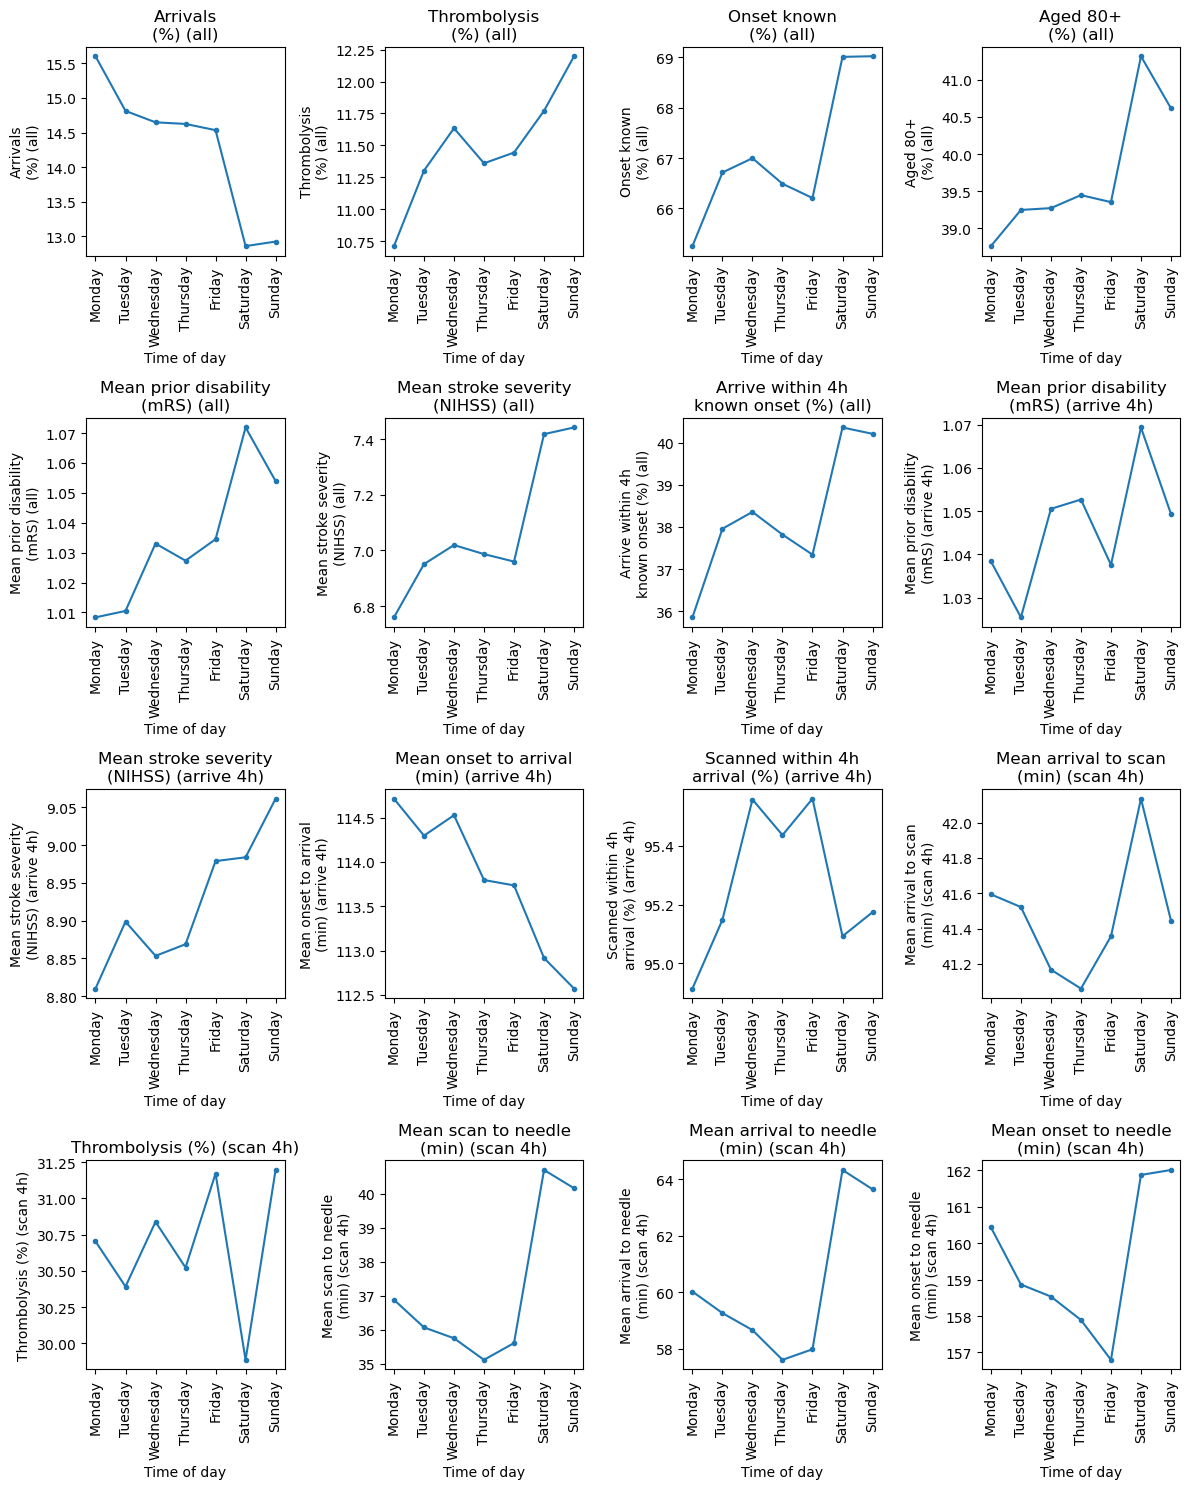 Arrivals
(%) (all)
Arrivals
(%) (all)
15.5
15.0
14.5
14.0
13.5
13.0
Monday
Tuesday
Wednesday
Thursday
Friday
Saturday
Sunday
Time of day
Thrombolysis
(%) (all)
Thrombolysis
(%) (all)
12.25
12.00
11.75
11.50
11.25
11.00
10.75
Monday
Tuesday
Wednesday
Thursday
Friday
Saturday
Sunday
Time of day
Onset known
(%) (all)
Onset known
(%) (all)
69
68
67
66
Monday
Tuesday
Wednesday
Thursday
Friday
Saturday
Sunday
Time of day
Aged 80+
(%) (all)
Aged 80+
(%) (all)
41.0
40.5
40.0
39.5
39.0
Monday
Tuesday
Wednesday
Thursday
Friday
Saturday
Sunday
Time of day
Mean prior disability
(mRS) (all)
Mean prior disability
(mRS) (all)
1.07
1.06
1.05
1.04
1.03
1.02
1.01
Monday
Tuesday
Wednesday
Thursday
Friday
Saturday
Sunday
Time of day
Mean stroke severity
(NIHSS) (all)
Mean stroke severity
(NIHSS) (all)
7.4
7.2
7.0
6.8
Monday
Tuesday
Wednesday
Thursday
Friday
Saturday
Sunday
Time of day
Arrive within 4h
known onset (%) (all)
Arrive within 4h
known onset (%) (all)
40
39
38
37
36
Monday
Tuesday
Wednesday
Thursday
Friday
Saturday
Sunday
Time of day
Mean prior disability
(mRS) (arrive 4h)
Mean prior disability
(mRS) (arrive 4h)
1.07
1.06
1.05
1.04
1.03
Monday
Tuesday
Wednesday
Thursday
Friday
Saturday
Sunday
Time of day
Mean stroke severity
(NIHSS) (arrive 4h)
Mean stroke severity
(NIHSS) (arrive 4h)
9.05
9.00
8.95
8.90
8.85
8.80
Monday
Tuesday
Wednesday
Thursday
Friday
Saturday
Sunday
Time of day
Mean onset to arrival
(min) (arrive 4h)
Mean onset to arrival
(min) (arrive 4h)
114.5
114.0
113.5
113.0
112.5
Monday
Tuesday
Wednesday
Thursday
Friday
Saturday
Sunday
Time of day
Scanned within 4h
arrival (%) (arrive 4h)
Scanned within 4h
arrival (%) (arrive 4h)
95.4
95.2
95.0
Monday
Tuesday
Wednesday
Thursday
Friday
Saturday
Sunday
Time of day
Mean arrival to scan
(min) (scan 4h)
Mean arrival to scan
(min) (scan 4h)
42.0
41.8
41.6
41.4
41.2
Monday
Tuesday
Wednesday
Thursday
Friday
Saturday
Sunday
Time of day
Thrombolysis (%) (scan 4h)
Thrombolysis (%) (scan 4h)
31.25
31.00
30.75
30.50
30.25
30.00
Monday
Tuesday
Wednesday
Thursday
Friday
Saturday
Sunday
Time of day
Mean scan to needle
(min) (scan 4h)
Mean scan to needle
(min) (scan 4h)
40
39
38
37
36
35
Monday
Tuesday
Wednesday
Thursday
Friday
Saturday
Sunday
Time of day
Mean arrival to needle
(min) (scan 4h)
Mean arrival to needle
(min) (scan 4h)
64
62
60
58
Monday
Tuesday
Wednesday
Thursday
Friday
Saturday
Sunday
Time of day
Mean onset to needle
(min) (scan 4h)
Mean onset to needle
(min) (scan 4h)
162
161
160
159
158
157
Monday
Tuesday
Wednesday
Thursday
Friday
Saturday
Sunday
Time of day